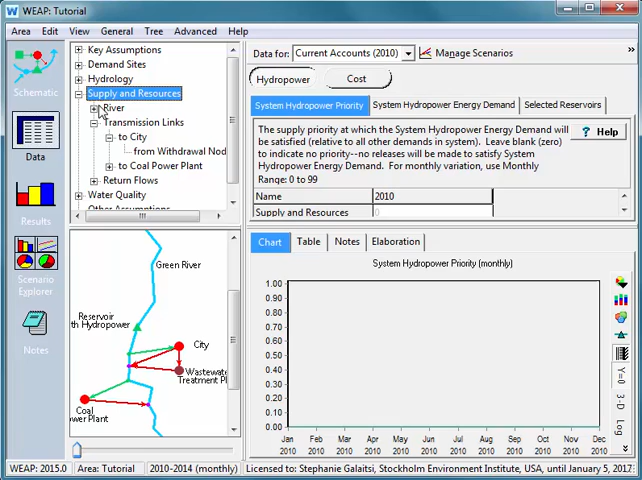 WEAP: Tutorial
Area Edit View General Tree Advanced Help
Schematic
Data
Results
Scenario
Explorer
Notes
Key Assumptions
Demand Sites
Hydrology
Supply and Resources
River
Transmission Links
to City
from Withdrawal Nod
to Coal Power Plant
Return Flows
Water Quality
Other Assumptions
Data for: Current Accounts (2010) Manage Scenarios »
Hydropower Cost
System Hydropower Priority System Hydropower Energy Demand Selected Reservoirs
The supply priority at which the System Hydropower Energy Demand will
be satisfied (relative to all other demands in system). Leave blank (zero)
to indicate no priority--no releases will be made to satisfy System
Hydropower Energy Demand. For monthly variation, use Monthly
Range: 0 to 99
? Help
Name 2010
Supply and Resources 0
Chart Table Notes Elaboration
System Hydropower Priority (monthly)
1.00
0.90
0.80
0.70
0.60
0.50
0.40
0.30
0.20
0.10
0.00
Jan Mar Apr May Jun Jul Aug Sep Oct Nov Dec
2010 2010 2010 2010 2010 2010 2010 2010 2010 2010 2010
Y=0
3-D
Log
Green River
Reservoir
th Hydropower
City
Wastewate
Treatment Pl
Coal
ower Plant
WEAP: 2015.0 Area: Tutorial 2010-2014 (monthly) Licensed to: Stephanie Galaitsi, Stockholm Environment Institute, USA, until January 5, 2017